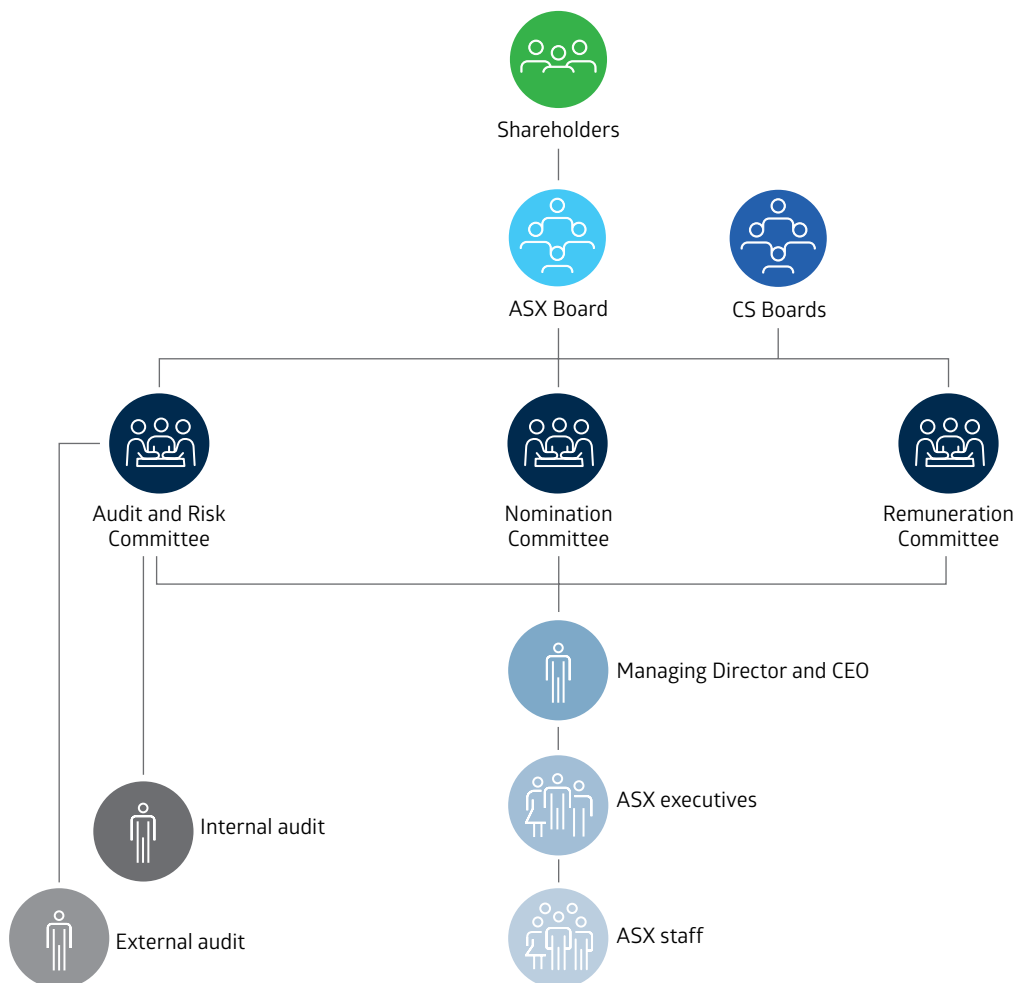 Shareholders
ASX Board
CS Boards
Audit and Risk
Committee
Nomination
Committee
Remuneration
Committee
Managing Director and CEO
ASX executives
Internal audit
ASX staff
External audit